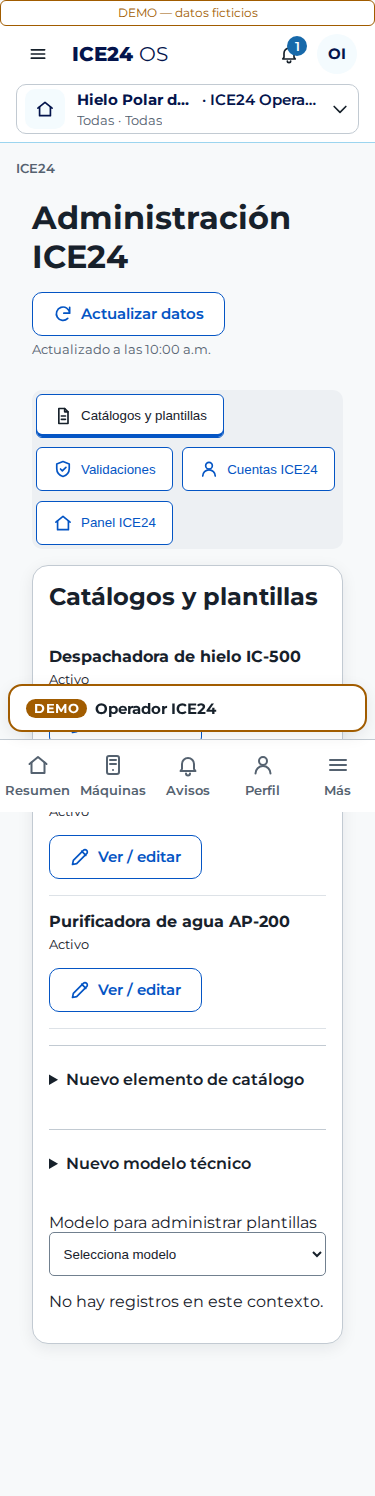 DEMO — datos ficticios
ICE24 OS
1
OI
Hielo Polar d... · ICE24 Opera...
Todas · Todas
ICE24
Administración
ICE24
Actualizar datos
Actualizado a las 10:00 a.m.
Catálogos y plantillas
Validaciones
Cuentas ICE24
Panel ICE24
Catálogos y plantillas
Despachadora de hielo IC-500
Activo
DEMO Operador ICE24
Resumen
Máquinas
Avisos
Perfil
Más
Activo
Ver / editar
Purificadora de agua AP-200
Activo
Ver / editar
Nuevo elemento de catálogo
Nuevo modelo técnico
Modelo para administrar plantillas
Selecciona modelo
No hay registros en este contexto.